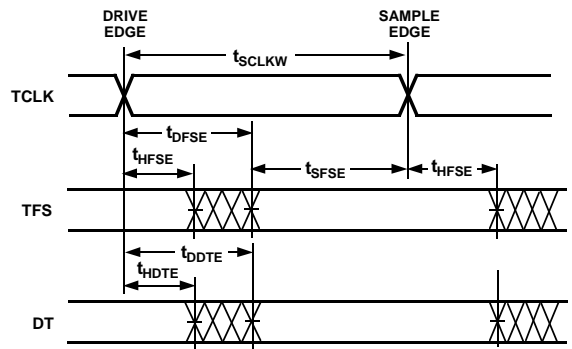 DRIVE
EDGE
SAMPLE
EDGE
tSCLKW
TCLK
tDFSE
tHFSE
tSFSE
tHFSE
TFS
tDDTE
tHDTE
DT